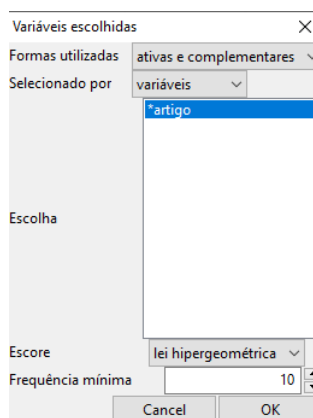 Variáveis escolhidas
Formas utilizadas ativas e complementares
Selecionado por variáveis
*artigo
Escolha
Escore lei hipergeométrica
Frequência mínima 10
Cancel OK